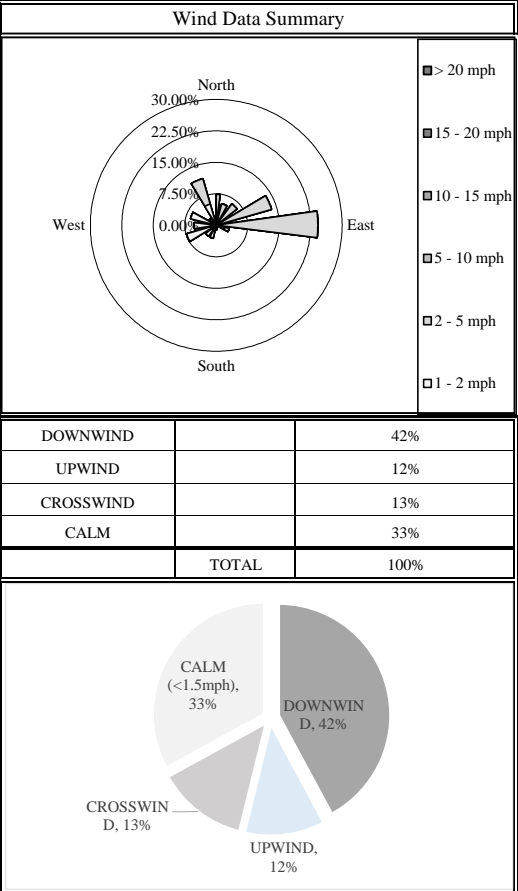 Wind Data Summary
North
30.00%
22.50%
15.00%
7.50%
0.00%
West
East
South
> 20 mph
15 - 20 mph
10 - 15 mph
5 - 10 mph
2 - 5 mph
1 - 2 mph
DOWNWIND 42%
UPWIND 12%
CROSSWIND 13%
CALM 33%
TOTAL 100%
CALM
(<1.5mph),
33%
DOWNWIN
D, 42%
CROSSWIN
D, 13%
UPWIND,
12%